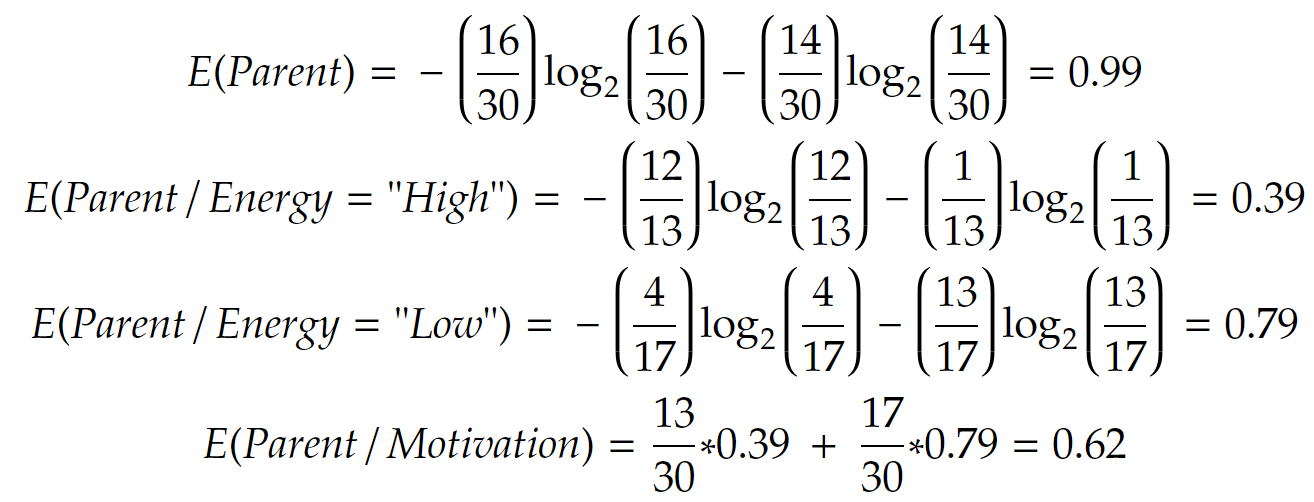 E(Parent) = − (16/30) log₂ (16/30) − (14/30) log₂ (14/30) = 0.99
E(Parent / Energy = "High") = − (12/13) log₂ (12/13) − (1/13) log₂ (1/13) = 0.39
E(Parent / Energy = "Low") = − (4/17) log₂ (4/17) − (13/17) log₂ (13/17) = 0.79
E(Parent / Motivation) = 13/30 *0.39 + 17/30 *0.79 = 0.62